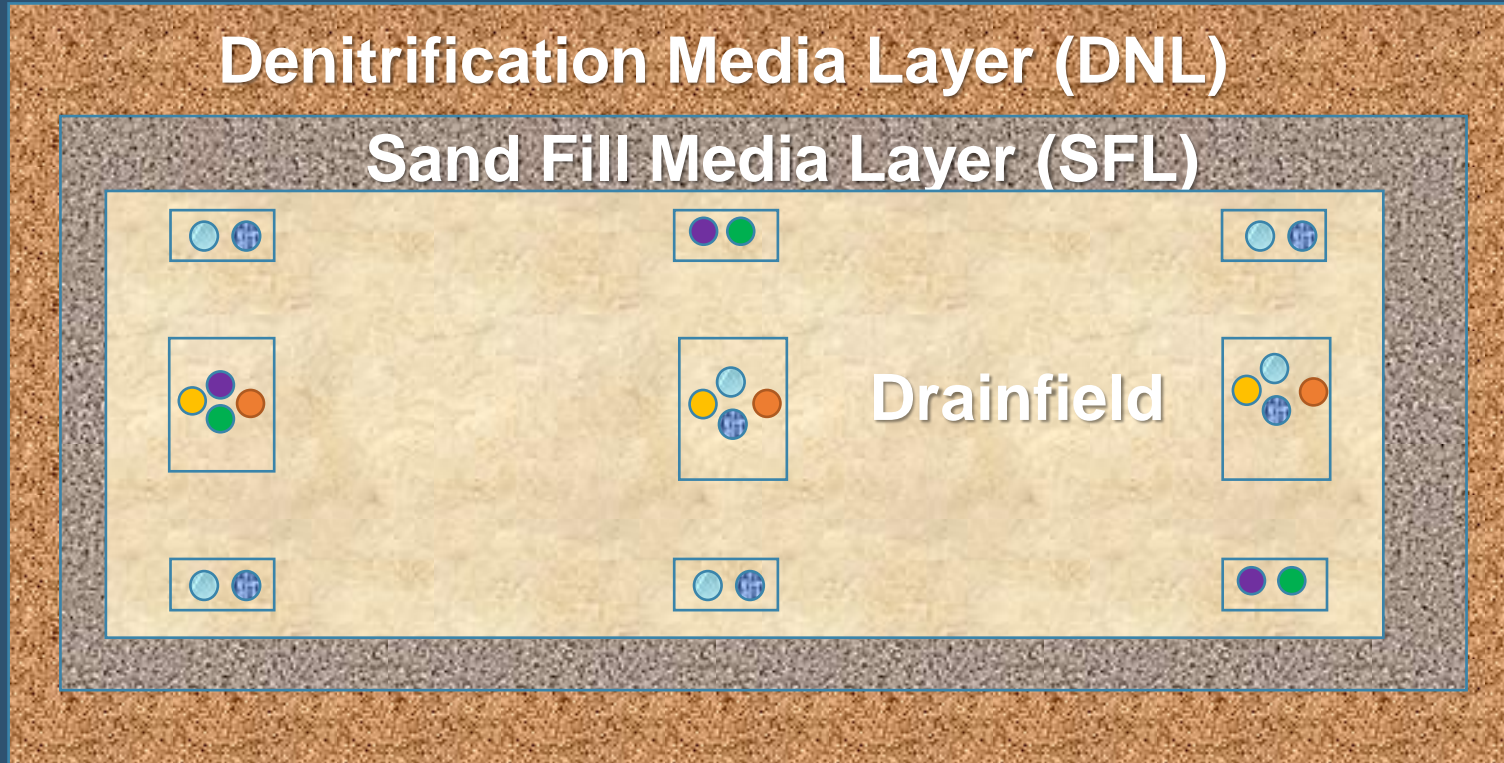 Denitrification Media Layer (DNL)
Sand Fill Media Layer (SFL)
Drainfield